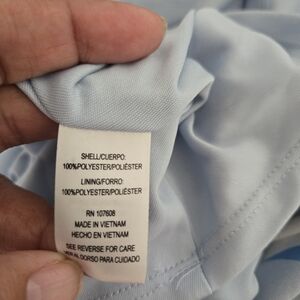 SHELL/CUERPO:
100%POLYESTER/POLIÉSTER
LINING/FORRO:
100%POLYESTER/POLIÉSTER
RN 107608
MADE IN VIETNAM
HECHO EN VIETNAM
SEE REVERSE FOR CARE
VER AL DORSO PARA CUIDADO